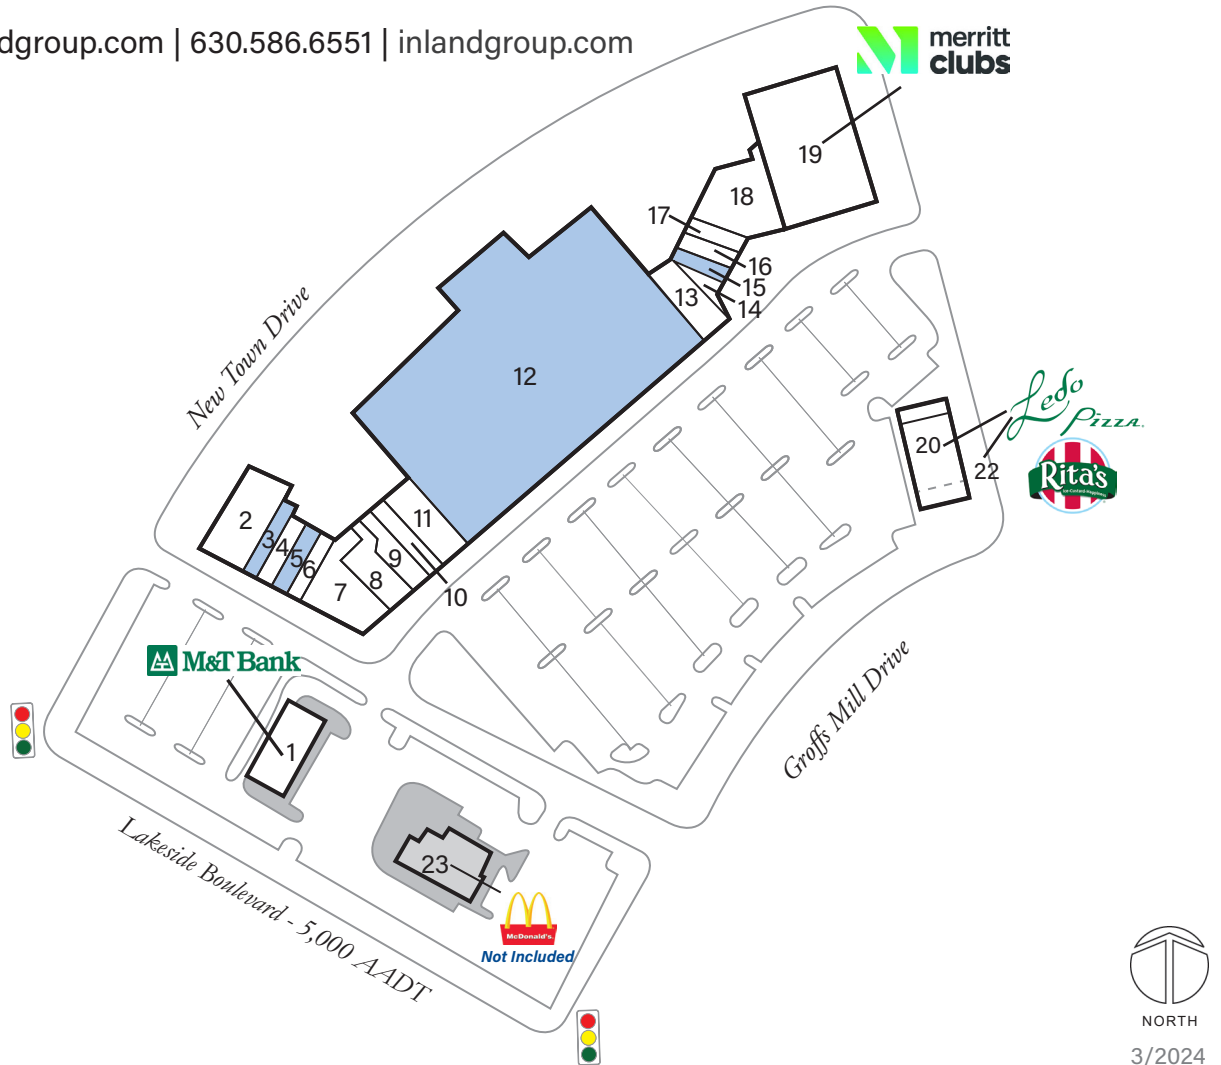 dgroup.com | 630.586.6551 | inlandgroup.com
merritt
clubs
19
18
17
16
15
14
13
12
New Town Drive
Ledo
Pizza
20
22
Rita's
2
3
4
5
6
7
8
9
10
11
M&T Bank
1
Groffs Mill Drive
Lakeside Boulevard - 5,000 AADT
23
McDonald's
Not Included
NORTH
3/2024